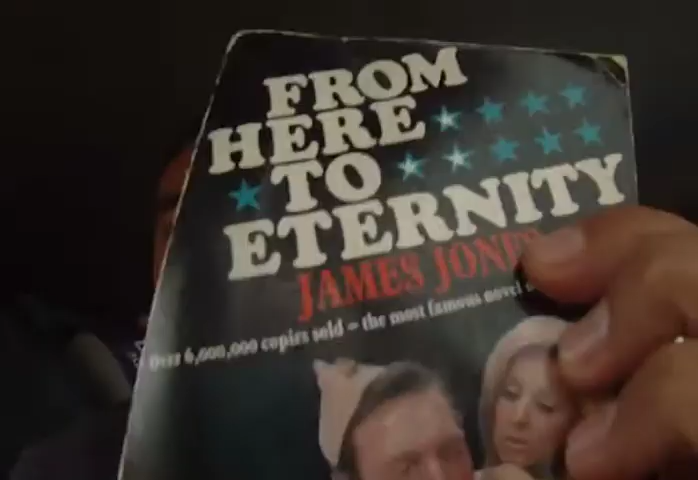 FROM
HERE
TO
ETERNITY
JAMES JONES
Over 6,000,000 copies sold - the most famous novel